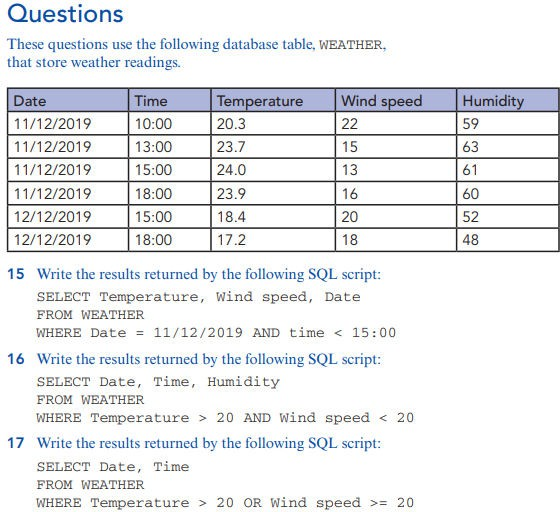 Questions
These questions use the following database table, WEATHER,
that store weather readings.
Date Time Temperature Wind speed Humidity
11/12/2019 10:00 20.3 22 59
11/12/2019 13:00 23.7 15 63
11/12/2019 15:00 24.0 13 61
11/12/2019 18:00 23.9 16 60
12/12/2019 15:00 18.4 20 52
12/12/2019 18:00 17.2 18 48
15 Write the results returned by the following SQL script:
SELECT Temperature, Wind speed, Date
FROM WEATHER
WHERE Date = 11/12/2019 AND time < 15:00
16 Write the results returned by the following SQL script:
SELECT Date, Time, Humidity
FROM WEATHER
WHERE Temperature > 20 AND Wind speed < 20
17 Write the results returned by the following SQL script:
SELECT Date, Time
FROM WEATHER
WHERE Temperature > 20 OR Wind speed >= 20